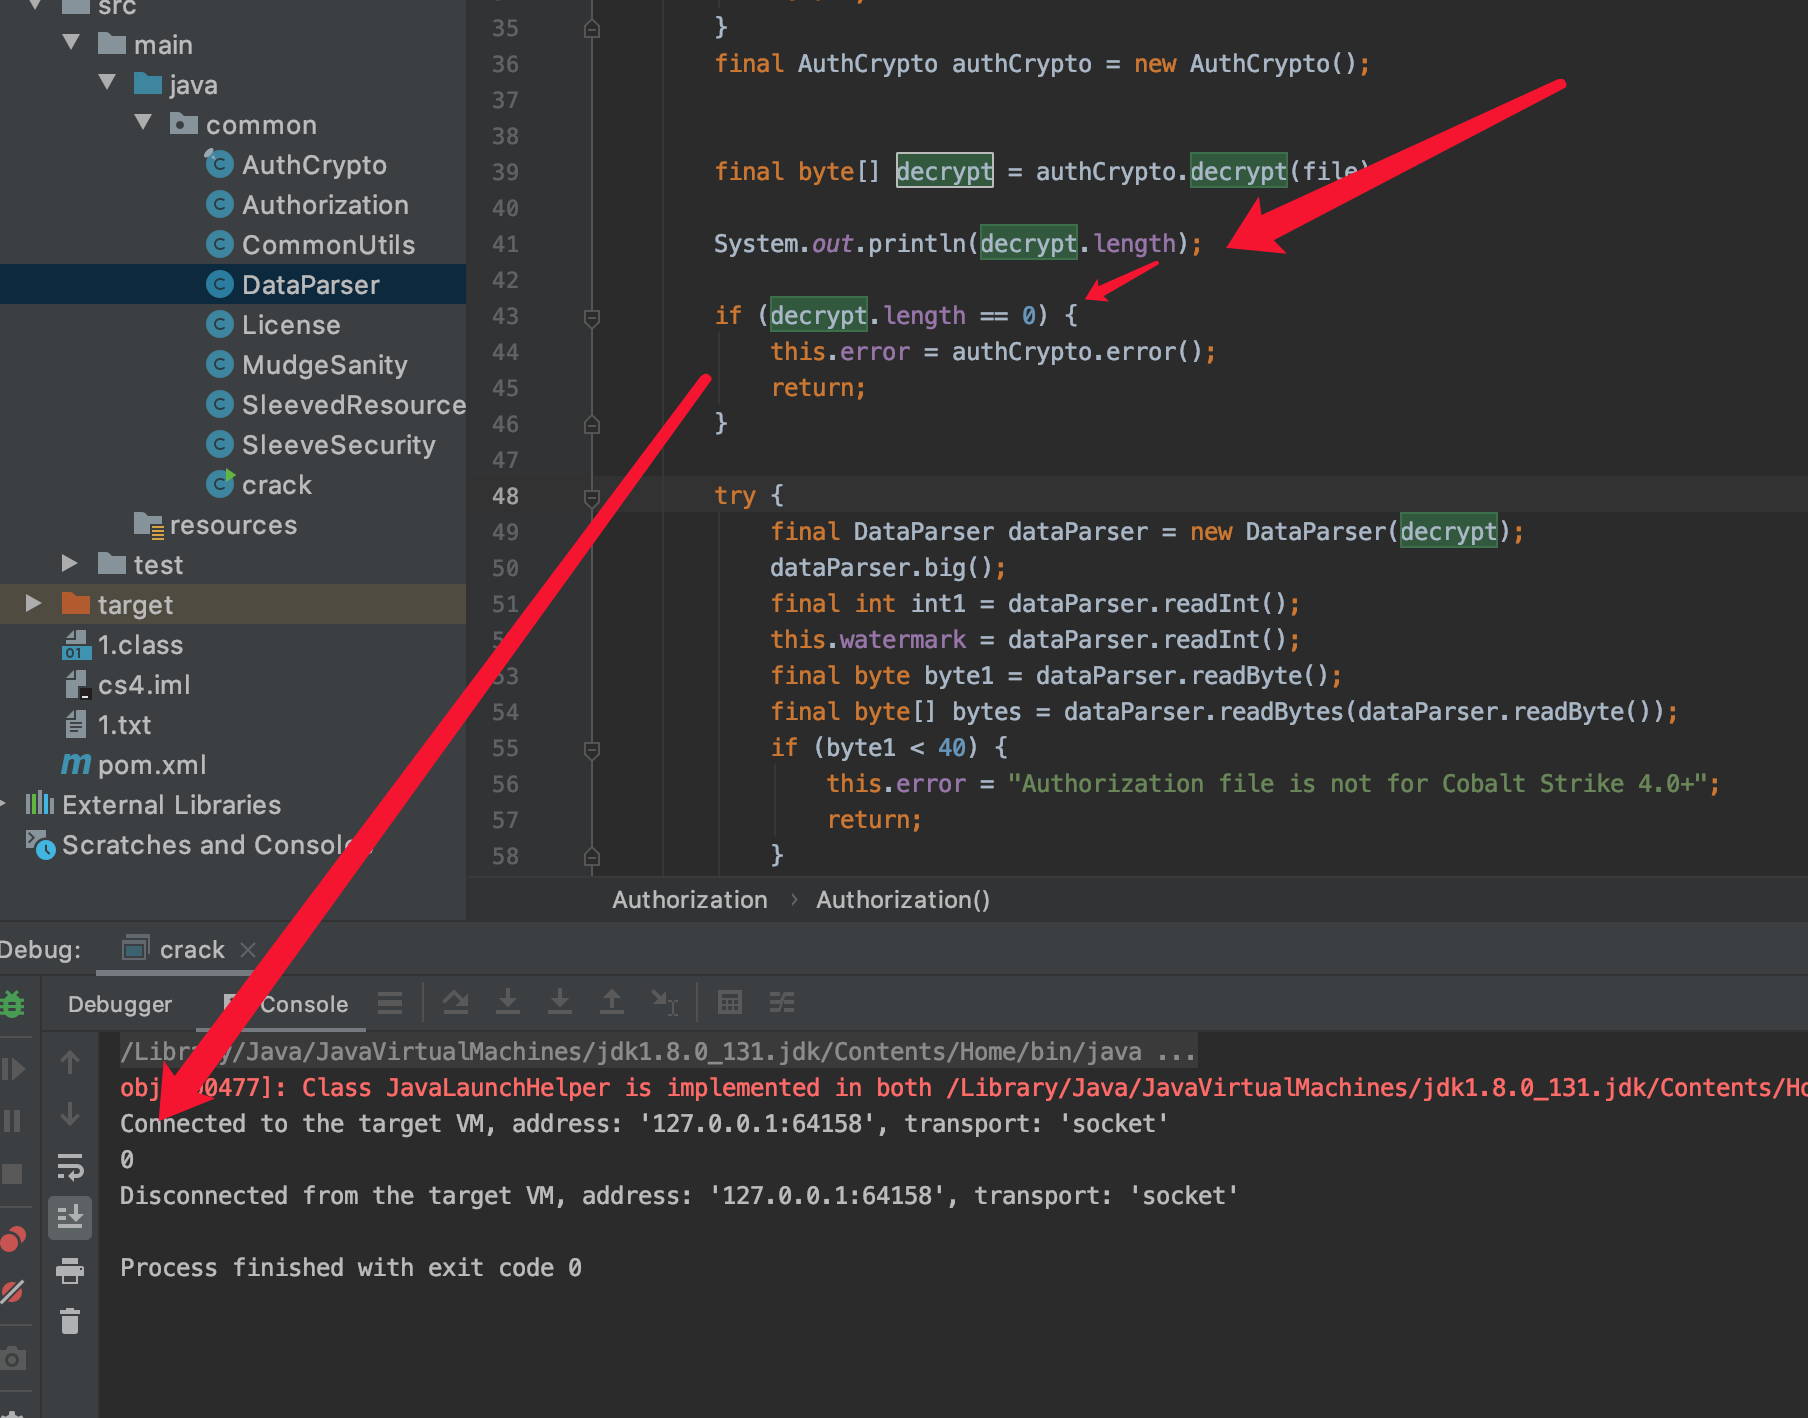 src
main
java
common
AuthCrypto
Authorization
CommonUtils
DataParser
License
MudgeSanity
SleevedResource
SleeveSecurity
crack
resources
test
target
1.class
cs4.iml
1.txt
pom.xml
External Libraries
Scratches and Consol
35 }
36 final AuthCrypto authCrypto = new AuthCrypto();
37
38
39 final byte[] decrypt = authCrypto.decrypt(file)
40
41 System.out.println(decrypt.length);
42
43 if (decrypt.length == 0) {
44 this.error = authCrypto.error();
45 return;
46 }
47
48 try {
49 final DataParser dataParser = new DataParser(decrypt);
50 dataParser.big();
51 final int int1 = dataParser.readInt();
this.watermark = dataParser.readInt();
53 final byte byte1 = dataParser.readByte();
54 final byte[] bytes = dataParser.readBytes(dataParser.readByte());
55 if (byte1 < 40) {
56 this.error = "Authorization file is not for Cobalt Strike 4.0+";
57 return;
58 }
Authorization › Authorization()
Debug: crack
Debugger Console
/Library/Java/JavaVirtualMachines/jdk1.8.0_131.jdk/Contents/Home/bin/java ...
obj 0477]: Class JavaLaunchHelper is implemented in both /Library/Java/JavaVirtualMachines/jdk1.8.0_131.jdk/Contents/Ho
Connected to the target VM, address: '127.0.0.1:64158', transport: 'socket'
0
Disconnected from the target VM, address: '127.0.0.1:64158', transport: 'socket'
Process finished with exit code 0